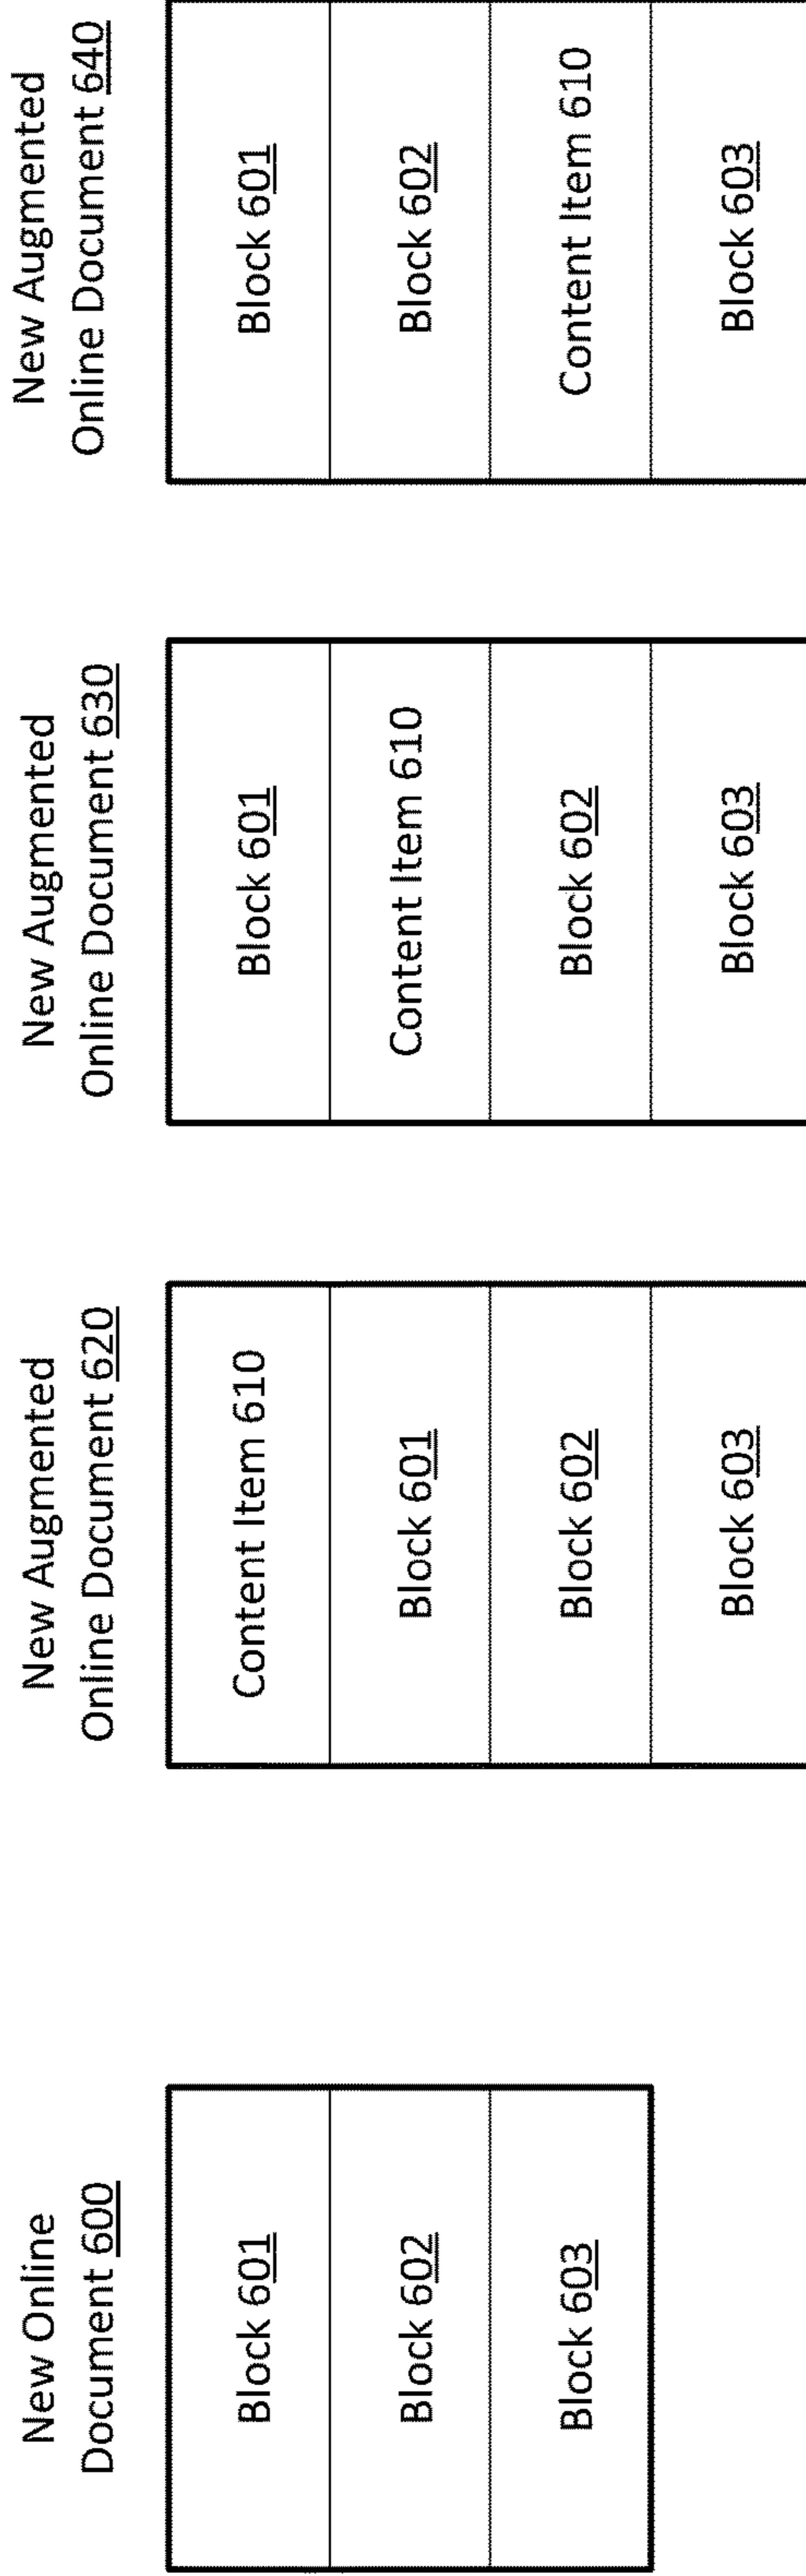 New Online
Document 600
Block 601
Block 602
Block 603
New Augmented
Online Document 620
Content Item 610
Block 601
Block 602
Block 603
New Augmented
Online Document 630
Block 601
Content Item 610
Block 602
Block 603
New Augmented
Online Document 640
Block 601
Block 602
Content Item 610
Block 603